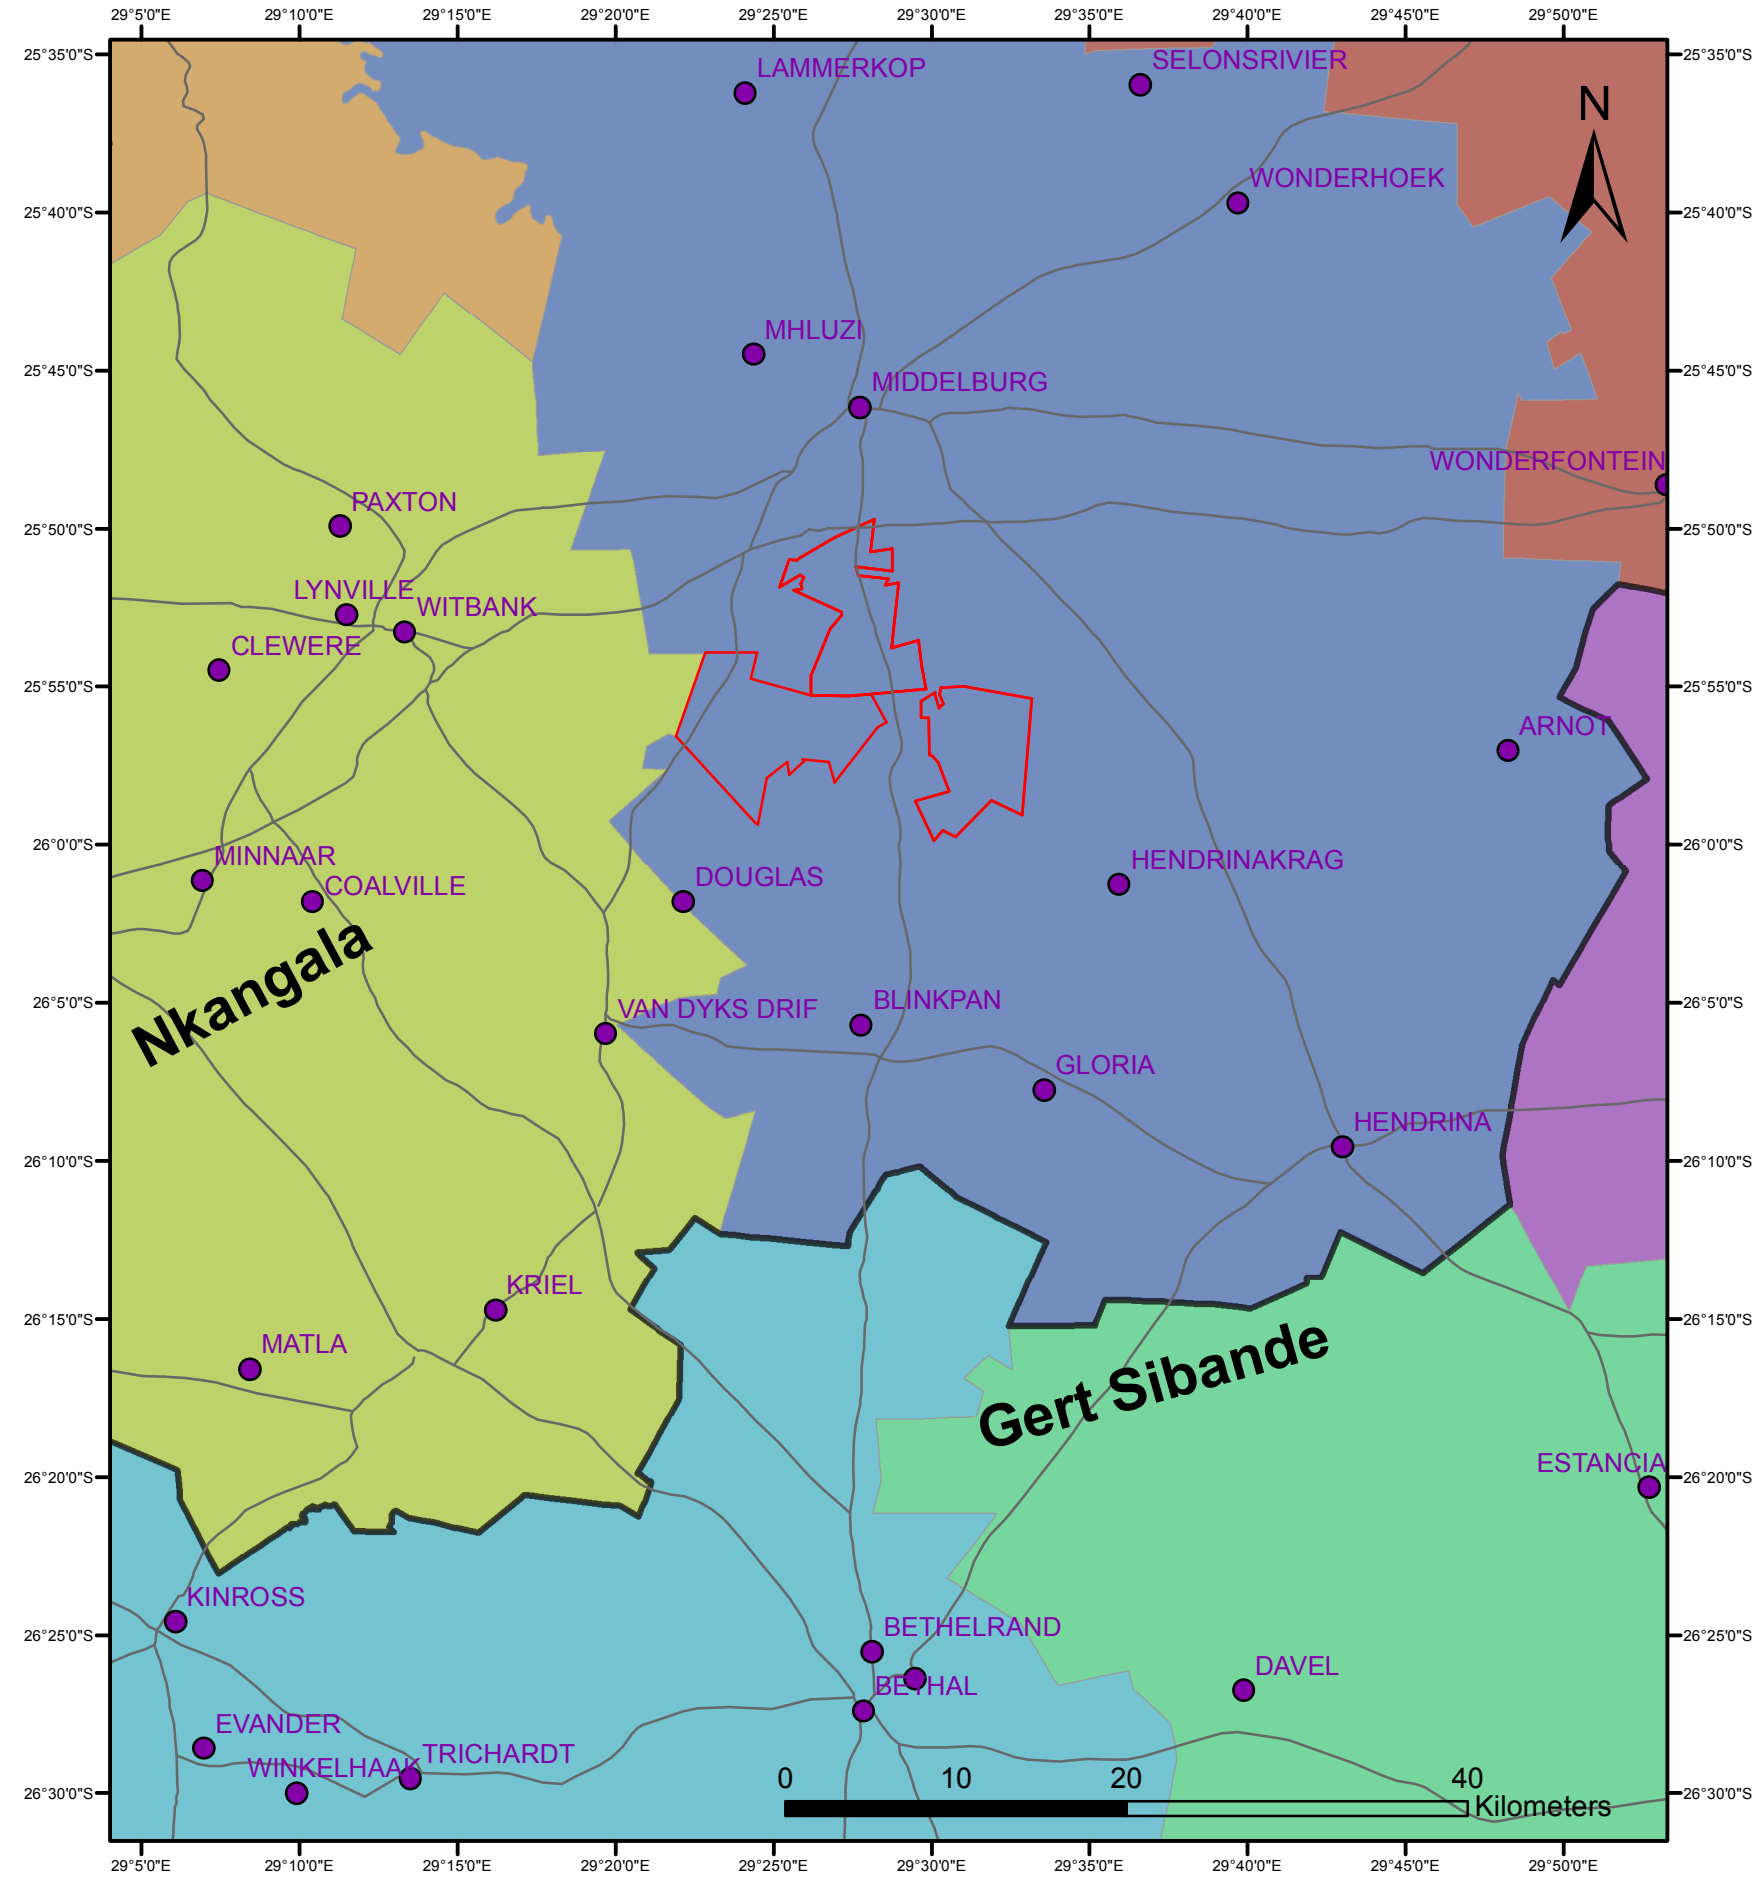 29°5'0"E 29°10'0"E 29°15'0"E 29°20'0"E 29°25'0"E 29°30'0"E 29°35'0"E 29°40'0"E 29°45'0"E 29°50'0"E
25°35'0"S 25°35'0"S
SELONSRIVIER
LAMMERKOP
N
WONDERHOEK
25°40'0"S 25°40'0"S
MHLUZI
25°45'0"S 25°45'0"S
MIDDELBURG
WONDERFONTEIN
PAXTON
25°50'0"S 25°50'0"S
LYNVILLE
WITBANK
CLEWERE
25°55'0"S 25°55'0"S
ARNOT
26°0'0"S 26°0'0"S
MINNAAR
HENDRINAKRAG
DOUGLAS
COALVILLE
Nkangala
26°5'0"S 26°5'0"S
BLINKPAN
VAN DYKS DRIF
GLORIA
HENDRINA
26°10'0"S 26°10'0"S
KRIEL
26°15'0"S 26°15'0"S
MATLA
Gert Sibande
ESTANCIA
26°20'0"S 26°20'0"S
KINROSS
BETHELRAND
26°25'0"S 26°25'0"S
DAVEL
BETHAL
EVANDER
TRICHARDT
WINKELHAAK
0 10 20 40
26°30'0"S 26°30'0"S
Kilometers
29°5'0"E 29°10'0"E 29°15'0"E 29°20'0"E 29°25'0"E 29°30'0"E 29°35'0"E 29°40'0"E 29°45'0"E 29°50'0"E